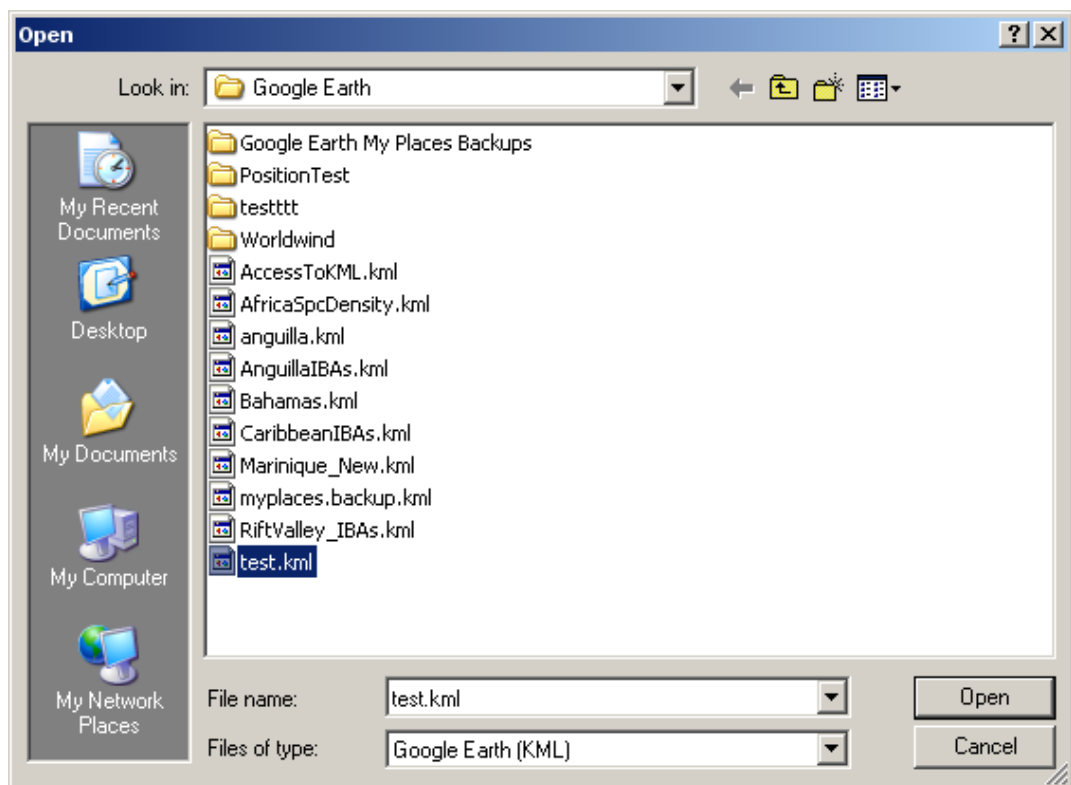 Open
Look in: Google Earth
My Recent
Documents
Desktop
My Documents
My Computer
My Network
Places
Google Earth My Places Backups
PositionTest
testttt
Worldwind
AccessToKML.kml
AfricaSpcDensity.kml
anguilla.kml
AnguillaIBAs.kml
Bahamas.kml
CaribbeanIBAs.kml
Marinique_New.kml
myplaces.backup.kml
RiftValley_IBAs.kml
test.kml
File name: test.kml Open
Files of type: Google Earth (KML) Cancel